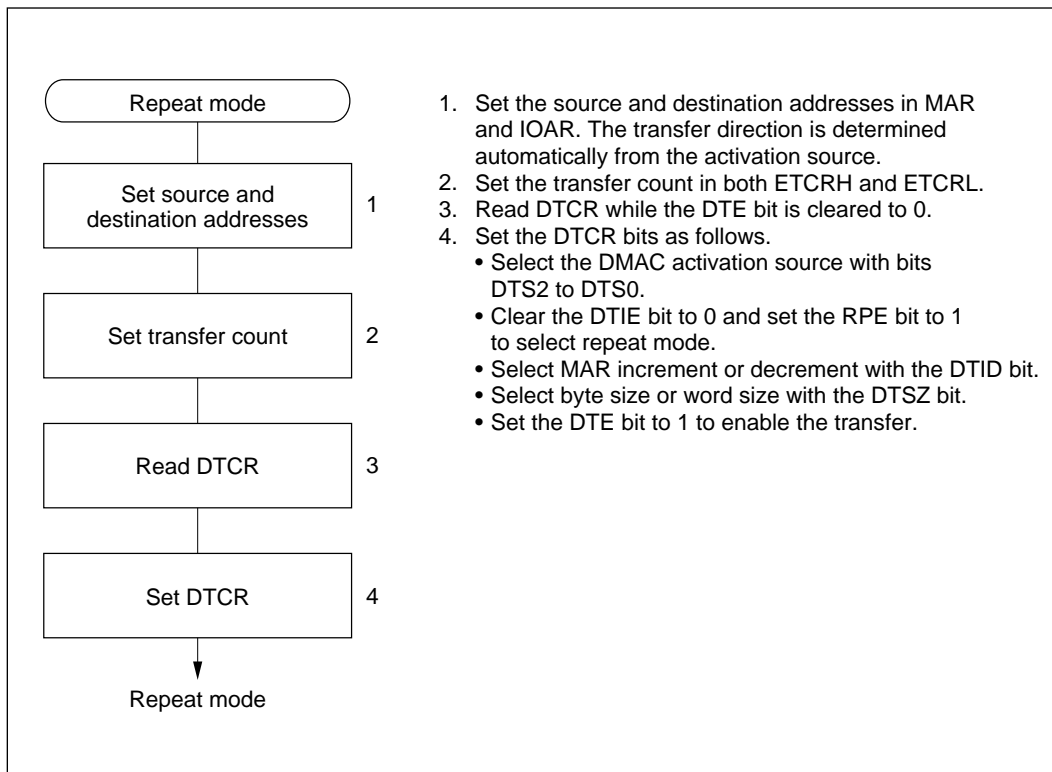 Repeat mode
Set source and
destination addresses
1
Set transfer count
2
Read DTCR
3
Set DTCR
4
Repeat mode
1. Set the source and destination addresses in MAR
and IOAR. The transfer direction is determined
automatically from the activation source.
2. Set the transfer count in both ETCRH and ETCRL.
3. Read DTCR while the DTE bit is cleared to 0.
4. Set the DTCR bits as follows.
• Select the DMAC activation source with bits
DTS2 to DTS0.
• Clear the DTIE bit to 0 and set the RPE bit to 1
to select repeat mode.
• Select MAR increment or decrement with the DTID bit.
• Select byte size or word size with the DTSZ bit.
• Set the DTE bit to 1 to enable the transfer.